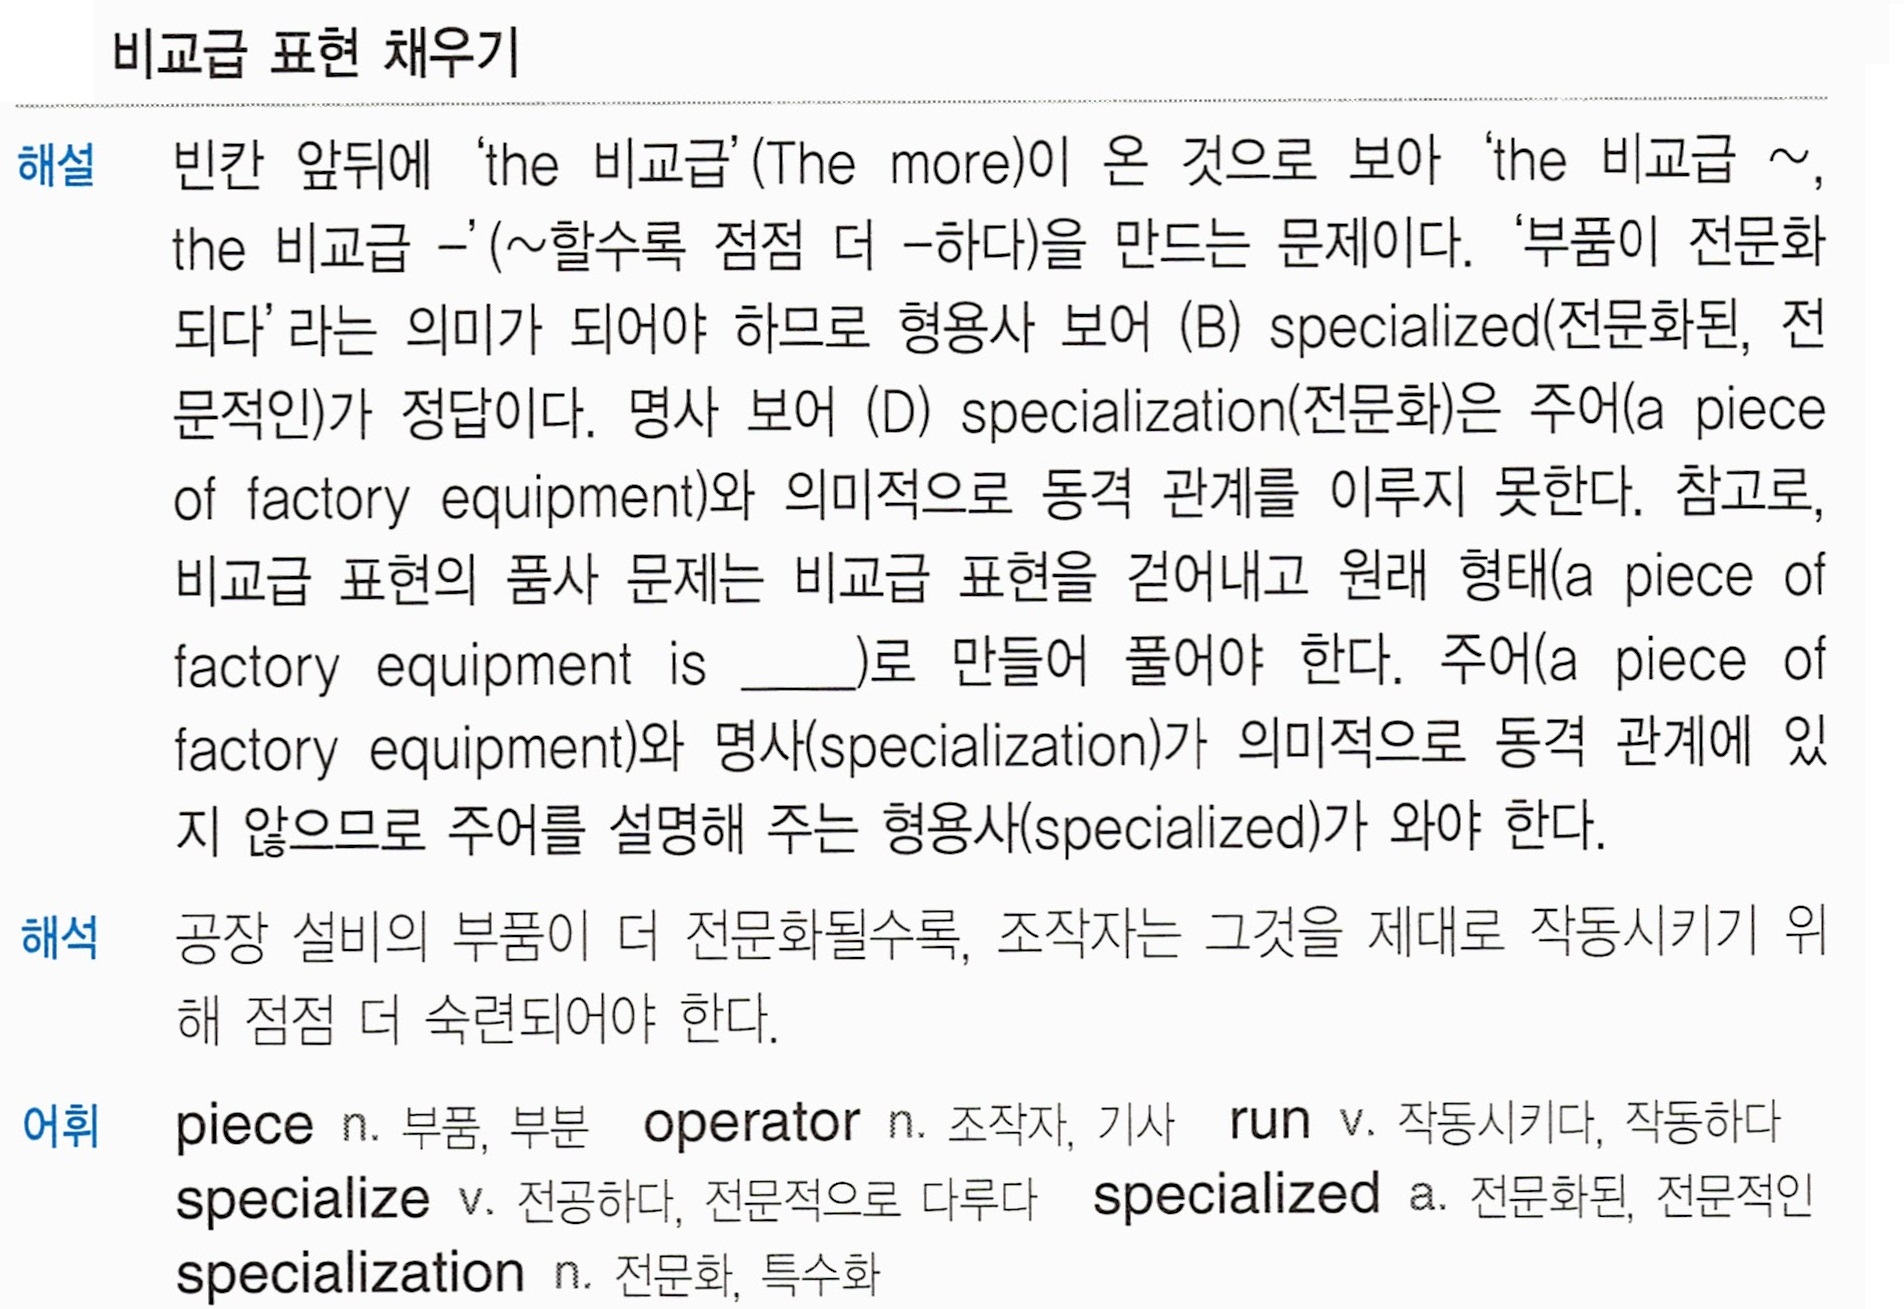 비교급 표현 채우기
해설 빈칸 앞뒤에 ‘the 비교급’(The more)이 온 것으로 보아 ‘the 비교급 ~,
the 비교급 –’(~할수록 점점 더 –하다)을 만드는 문제이다. ‘부품이 전문화
되다’라는 의미가 되어야 하므로 형용사 보어 (B) specialized(전문화된, 전
문적인)가 정답이다. 명사 보어 (D) specialization(전문화)은 주어(a piece
of factory equipment)와 의미적으로 동격 관계를 이루지 못한다. 참고로,
비교급 표현의 품사 문제는 비교급 표현을 걷어내고 원래 형태(a piece of
factory equipment is ____)로 만들어 풀어야 한다. 주어(a piece of
factory equipment)와 명사(specialization)가 의미적으로 동격 관계에 있
지 않으므로 주어를 설명해 주는 형용사(specialized)가 와야 한다.
해석 공장 설비의 부품이 더 전문화될수록, 조작자는 그것을 제대로 작동시키기 위
해 점점 더 숙련되어야 한다.
어휘 piece n. 부품, 부분 operator n. 조작자, 기사 run v. 작동시키다, 작동하다
specialize v. 전공하다, 전문적으로 다루다 specialized a. 전문화된, 전문적인
specialization n. 전문화, 특수화